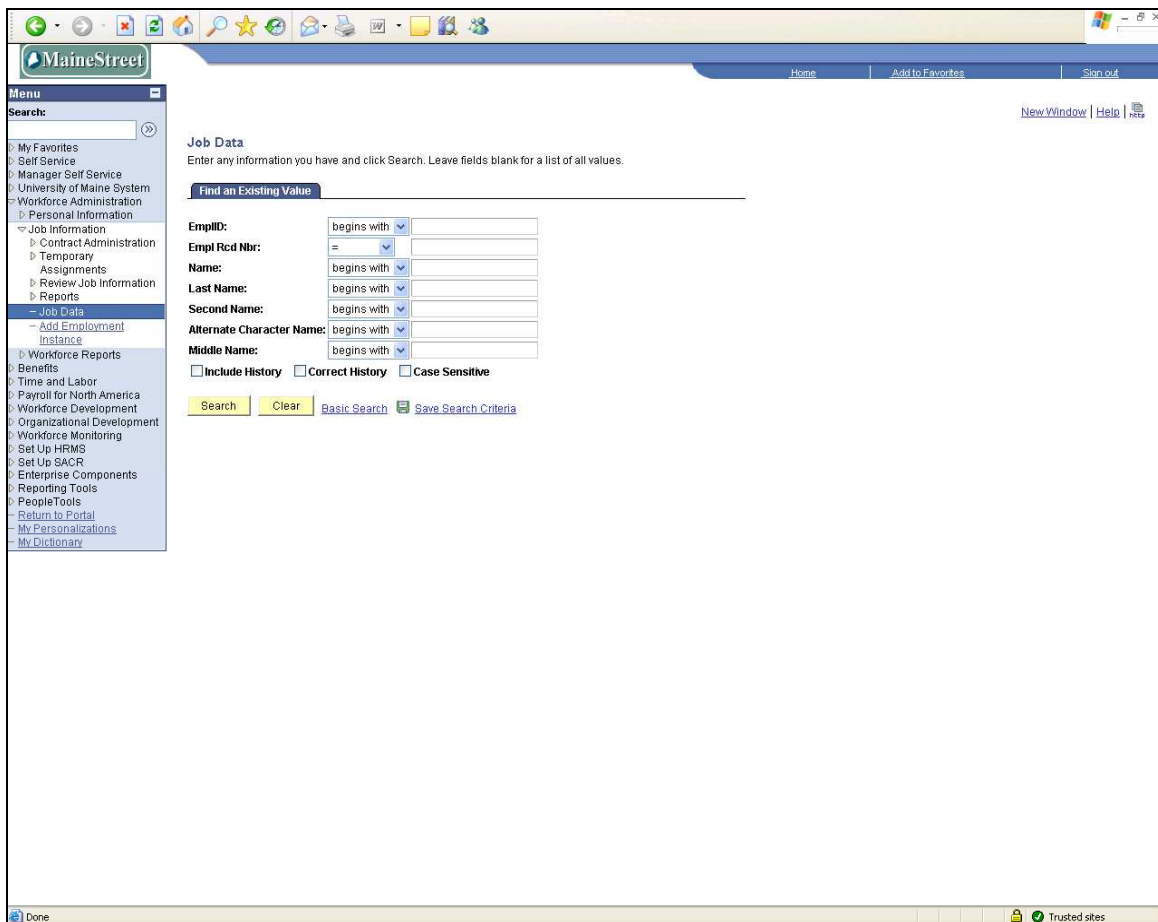 MaineStreet
Home
Add to Favorites
Sign out
Menu
Search:
My Favorites
Self Service
Manager Self Service
University of Maine System
Workforce Administration
Personal Information
Job Information
Contract Administration
Temporary
Assignments
Review Job Information
Reports
– Job Data
– Add Employment
Instance
Workforce Reports
Benefits
Time and Labor
Payroll for North America
Workforce Development
Organizational Development
Workforce Monitoring
Set Up HRMS
Set Up SACR
Enterprise Components
Reporting Tools
PeopleTools
– Return to Portal
– My Personalizations
– My Dictionary
New Window | Help | http
Job Data
Enter any information you have and click Search. Leave fields blank for a list of all values.
Find an Existing Value
EmplID: begins with
Empl Rcd Nbr: =
Name: begins with
Last Name: begins with
Second Name: begins with
Alternate Character Name: begins with
Middle Name: begins with
Include History Correct History Case Sensitive
Search Clear Basic Search Save Search Criteria
Done
Trusted sites